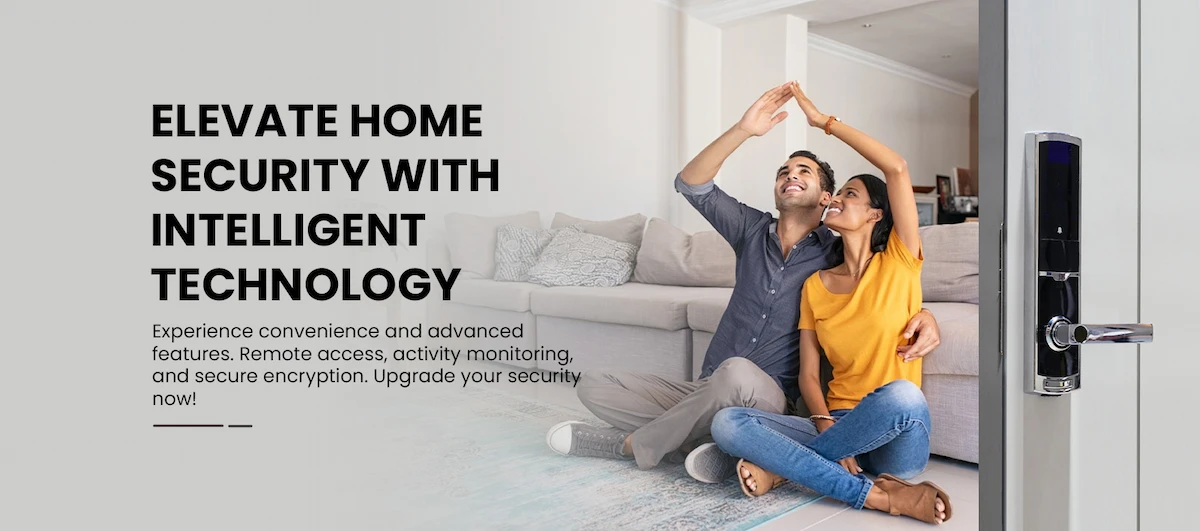 ELEVATE HOME
SECURITY WITH
INTELLIGENT
TECHNOLOGY
Experience convenience and advanced
features. Remote access, activity monitoring,
and secure encryption. Upgrade your security
now!